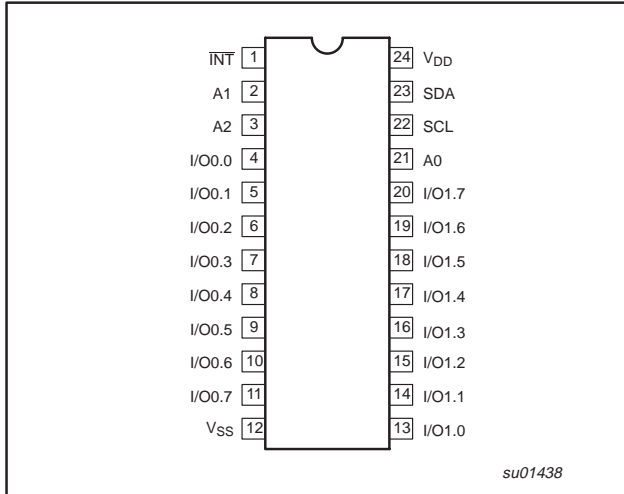 INT 1 24 VDD
A1 2 23 SDA
A2 3 22 SCL
I/O0.0 4 21 A0
I/O0.1 5 20 I/O1.7
I/O0.2 6 19 I/O1.6
I/O0.3 7 18 I/O1.5
I/O0.4 8 17 I/O1.4
I/O0.5 9 16 I/O1.3
I/O0.6 10 15 I/O1.2
I/O0.7 11 14 I/O1.1
VSS 12 13 I/O1.0
su01438